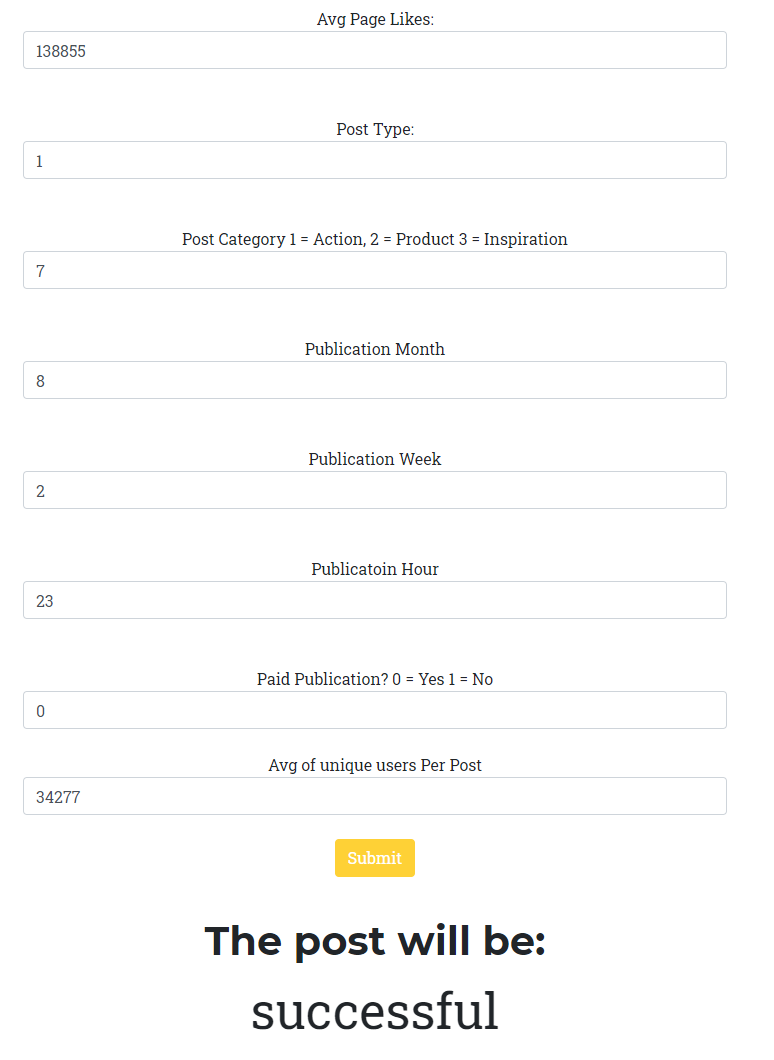 Avg Page Likes:
138855
Post Type:
1
Post Category 1 = Action, 2 = Product 3 = Inspiration
7
Publication Month
8
Publication Week
2
Publicatoin Hour
23
Paid Publication? 0 = Yes 1 = No
0
Avg of unique users Per Post
34277
Submit
The post will be:
successful